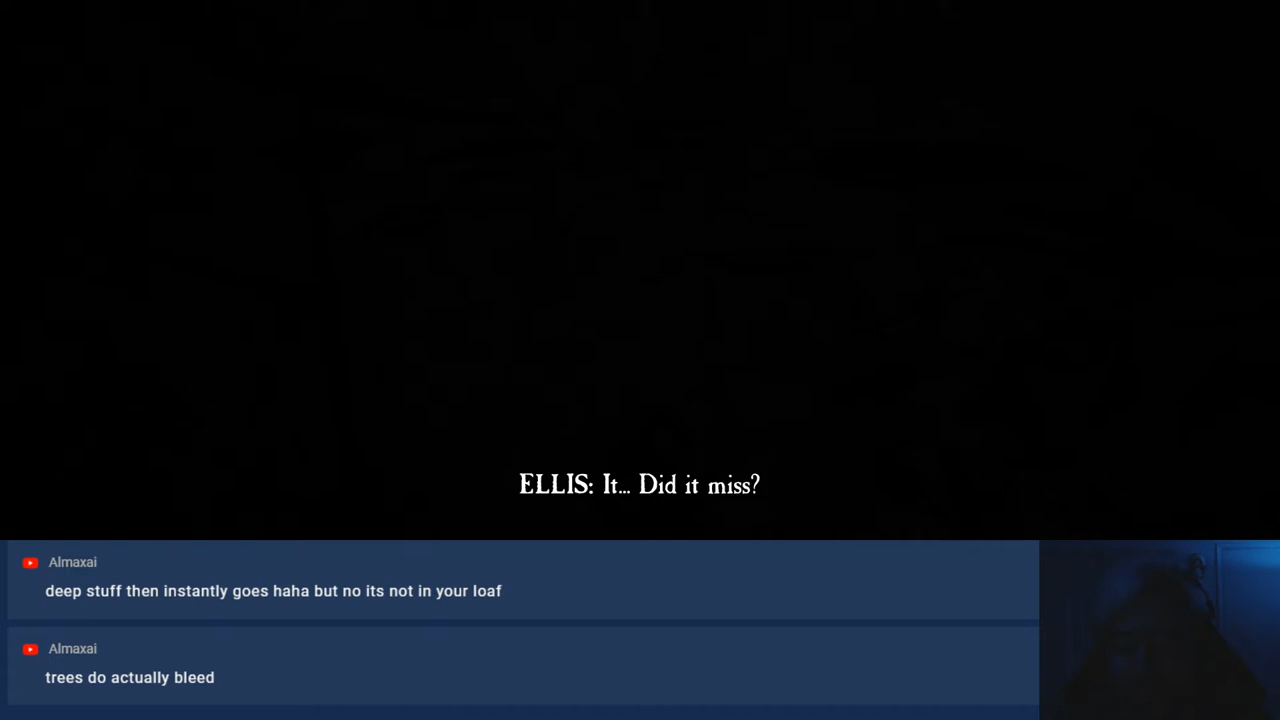 ELLIS: It... Did it miss?
Almaxai
deep stuff then instantly goes haha but no its not in your loaf
Almaxai
trees do actually bleed